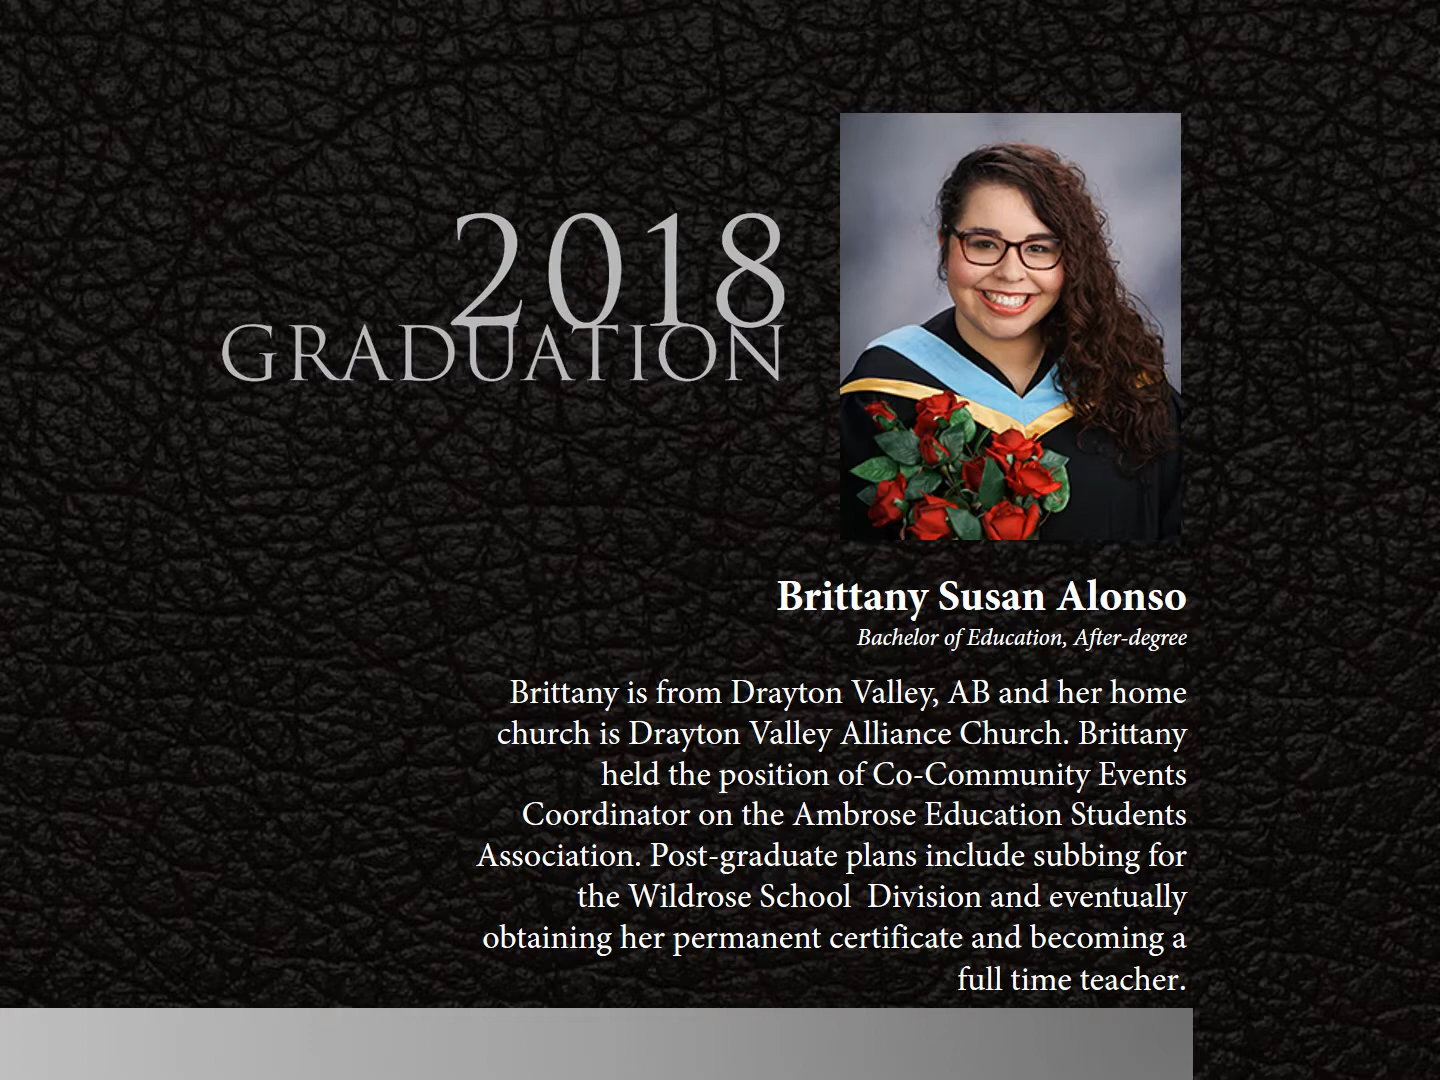 2018
GRADUATION
Brittany Susan Alonso
Bachelor of Education, After-degree
Brittany is from Drayton Valley, AB and her home
church is Drayton Valley Alliance Church. Brittany
held the position of Co-Community Events
Coordinator on the Ambrose Education Students
Association. Post-graduate plans include subbing for
the Wildrose School  Division and eventually
obtaining her permanent certificate and becoming a
full time teacher.